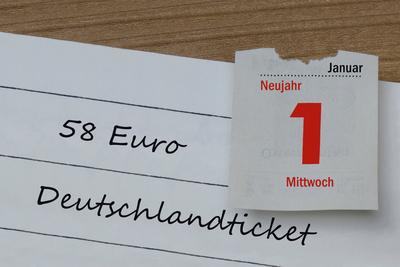 Januar
Neujahr
1
Mittwoch
58 Euro
Deutschlandticket